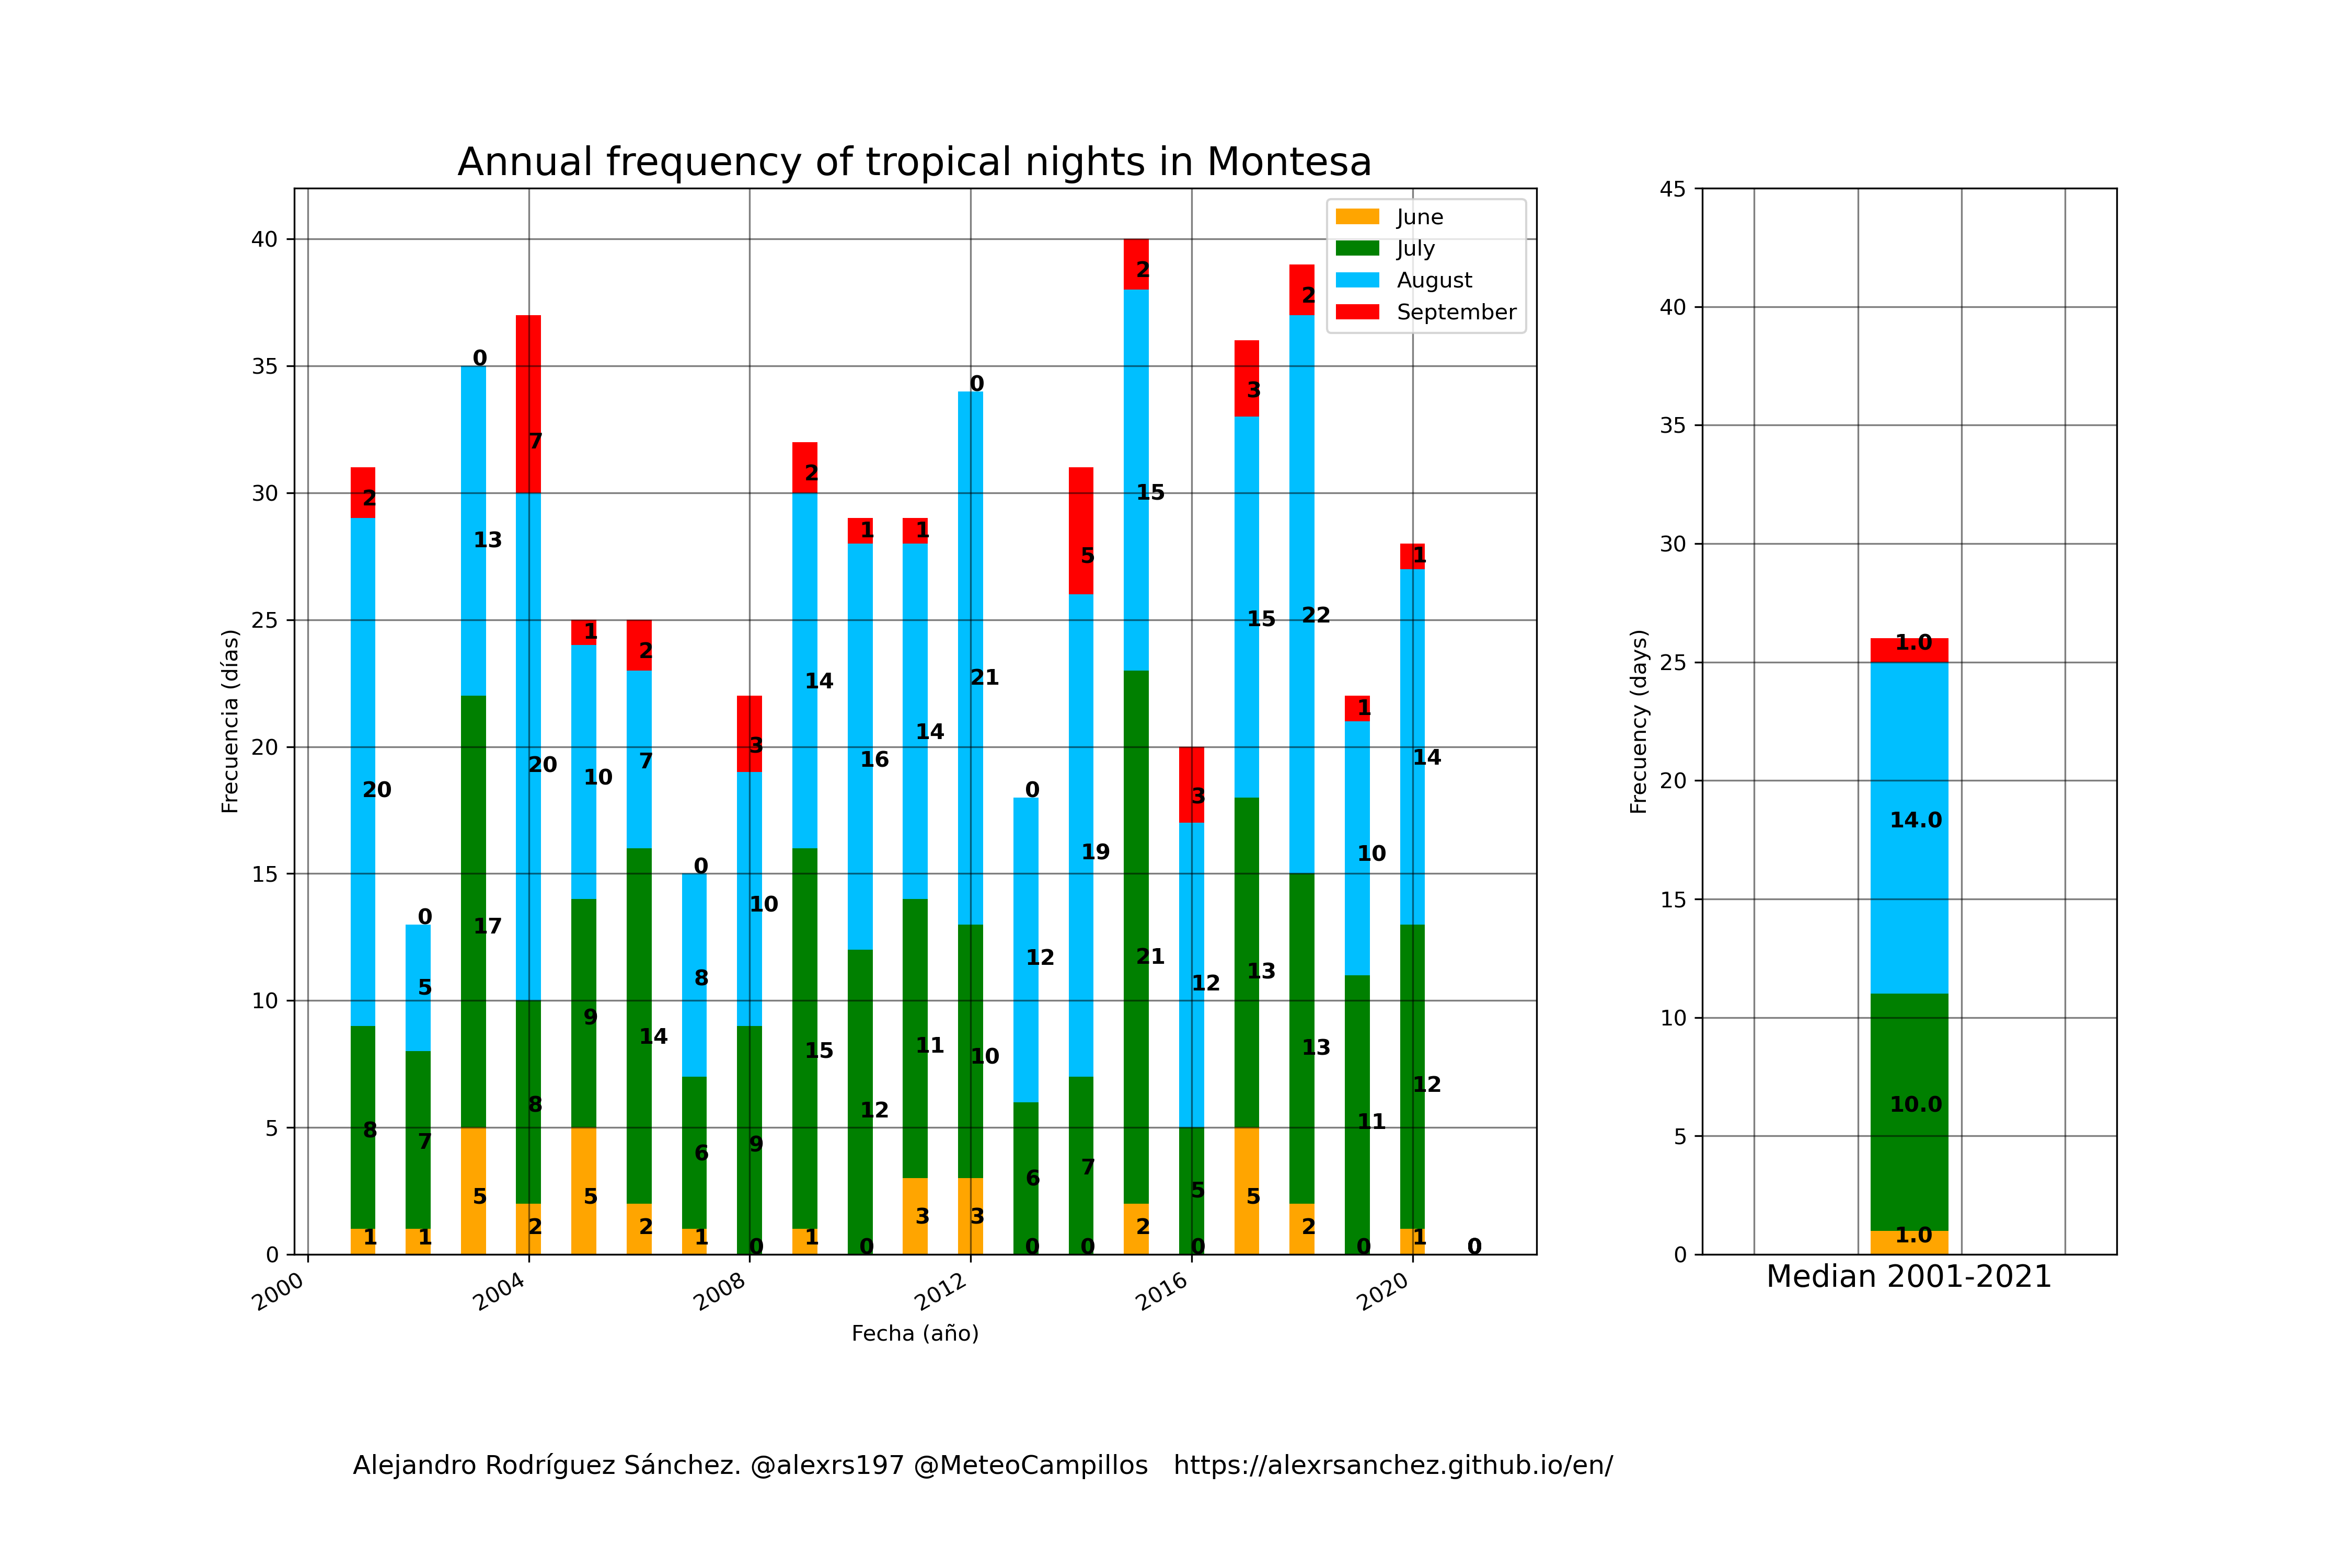 Annual frequency of tropical nights in Montesa
June
July
August
September
40
35
30
25
20
15
10
5
0
Frecuencia (días)
2 0 7 1 2 0 3 2 1 1 0 0 5 2 3 3 2 1 1
20 5 13 20 10 7 8 10 14 16 14 21 12 19 15 12 15 22 10 14
8 7 17 8 9 14 6 9 15 12 11 10 6 7 21 5 13 13 11 12
1 1 5 2 5 2 1 0 1 0 3 3 0 0 2 0 5 2 0 1 0
2000 2004 2008 2012 2016 2020
Fecha (año)
45
40
35
30
25
20
15
10
5
0
Frecuency (days)
1.0
14.0
10.0
1.0
Median 2001-2021
Alejandro Rodríguez Sánchez. @alexrs197 @MeteoCampillos https://alexrsanchez.github.io/en/